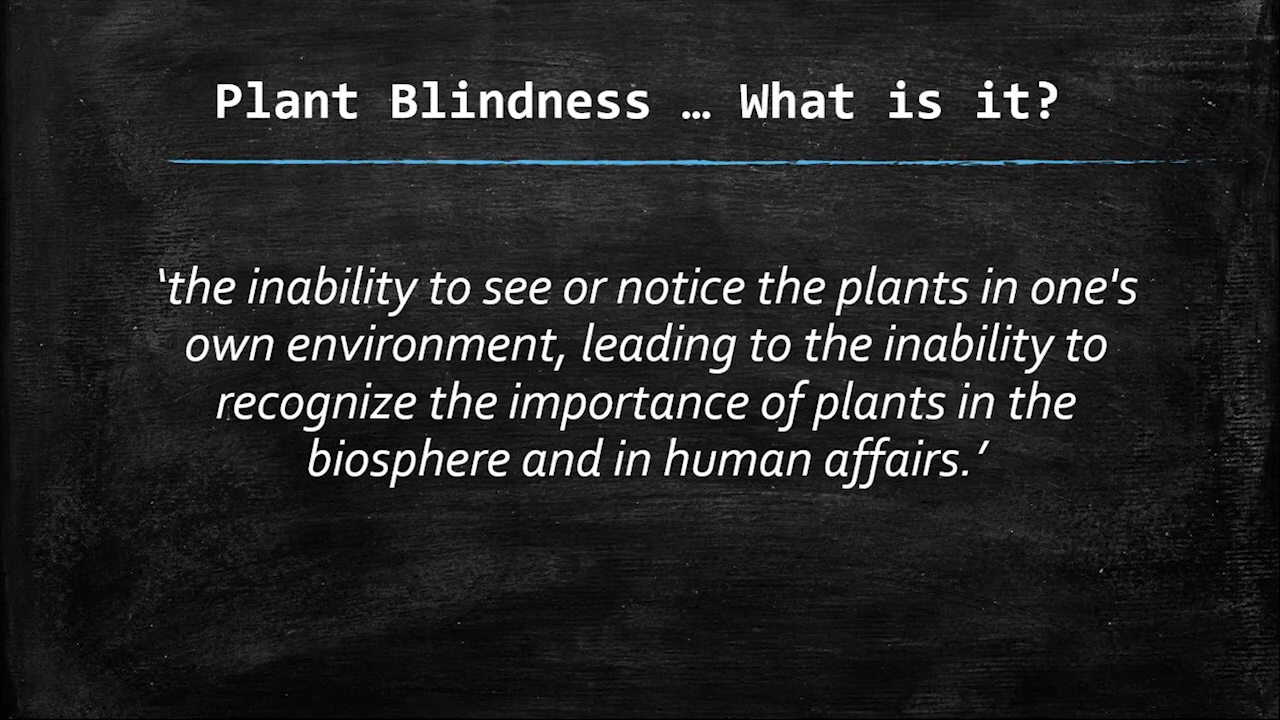 Plant Blindness … What is it?
‘the inability to see or notice the plants in one's
own environment, leading to the inability to
recognize the importance of plants in the
biosphere and in human affairs.’